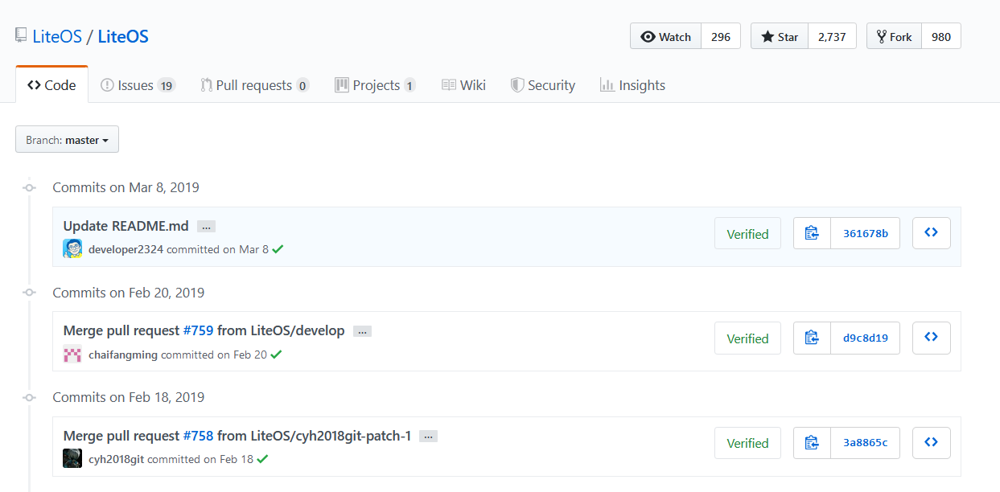 LiteOS / LiteOS
Watch 296 Star 2,737 Fork 980
Code Issues 19 Pull requests 0 Projects 1 Wiki Security Insights
Branch: master
Commits on Mar 8, 2019
Update README.md ...
Verified 361678b
developer2324 committed on Mar 8
Commits on Feb 20, 2019
Merge pull request #759 from LiteOS/develop ...
Verified d9c8d19
chaifangming committed on Feb 20
Commits on Feb 18, 2019
Merge pull request #758 from LiteOS/cyh2018git-patch-1 ...
Verified 3a8865c
cyh2018git committed on Feb 18